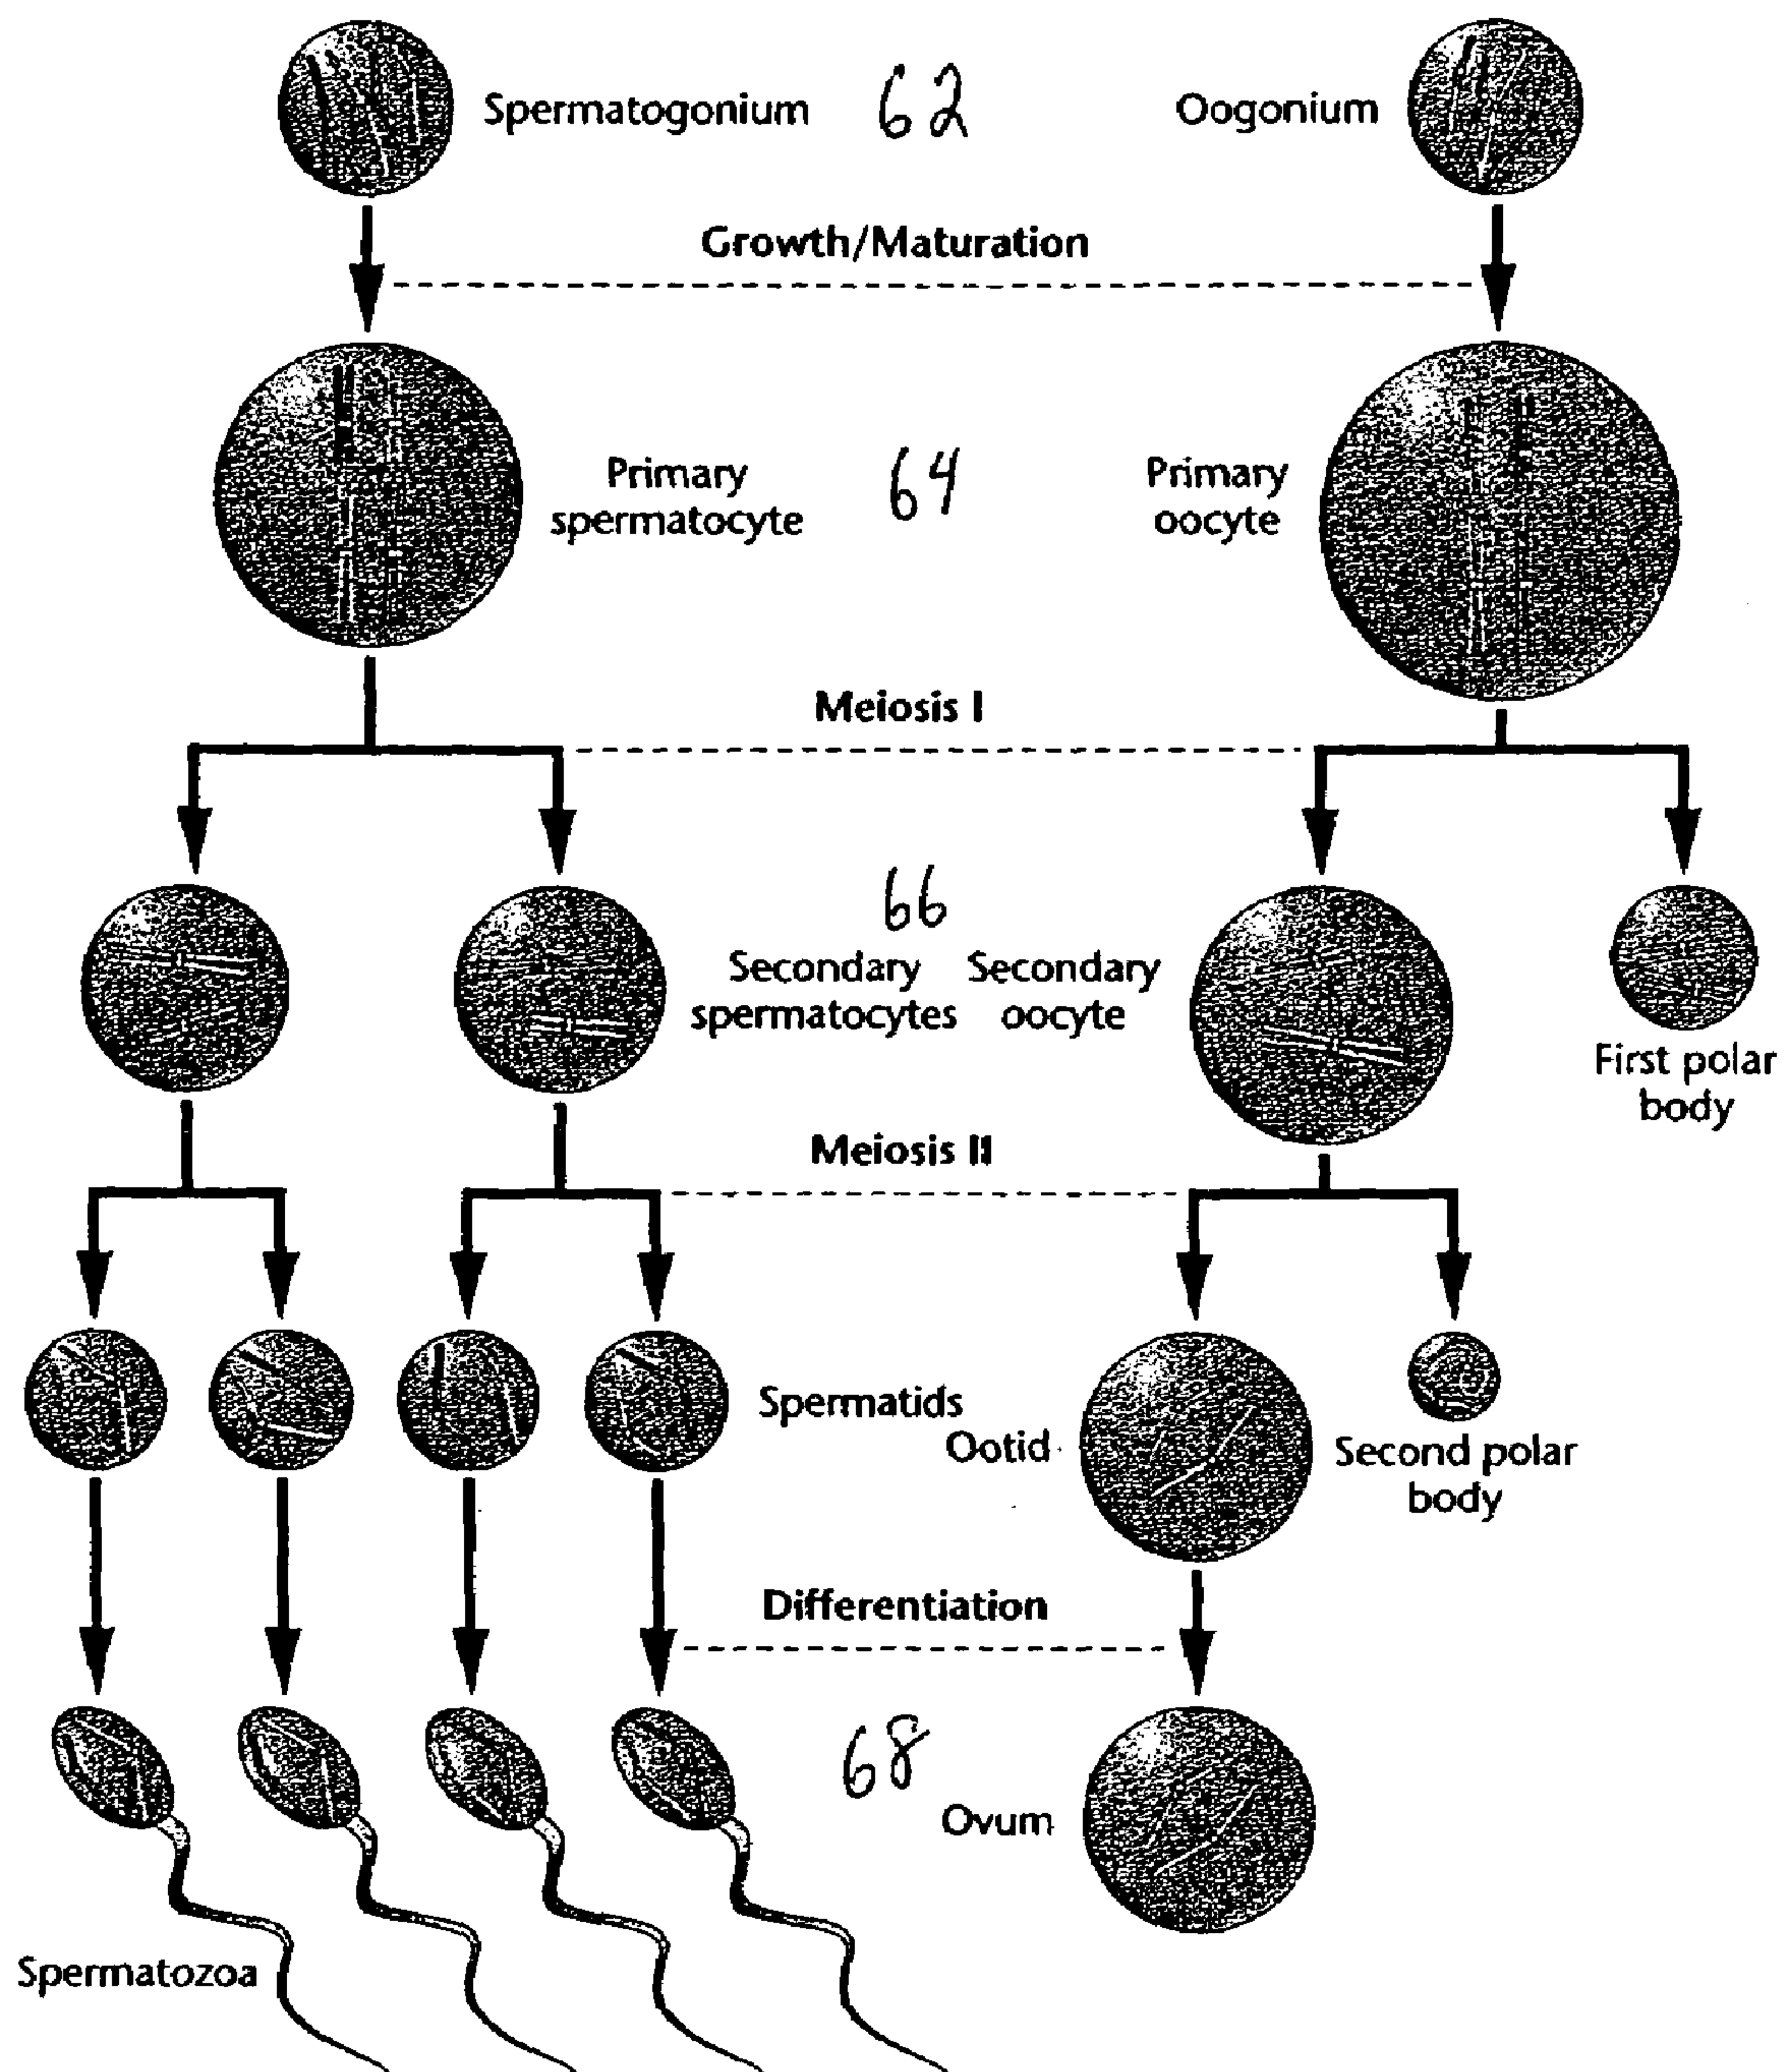 Spermatogonium
62
Oogonium
Growth/Maturation
Primary
spermatocyte
64
Primary
oocyte
Meiosis I
66
Secondary
spermatocytes
Secondary
oocyte
First polar
body
Meiosis II
Spermatids
Ootid
Second polar
body
Differentiation
68
Ovum
Spermatozoa